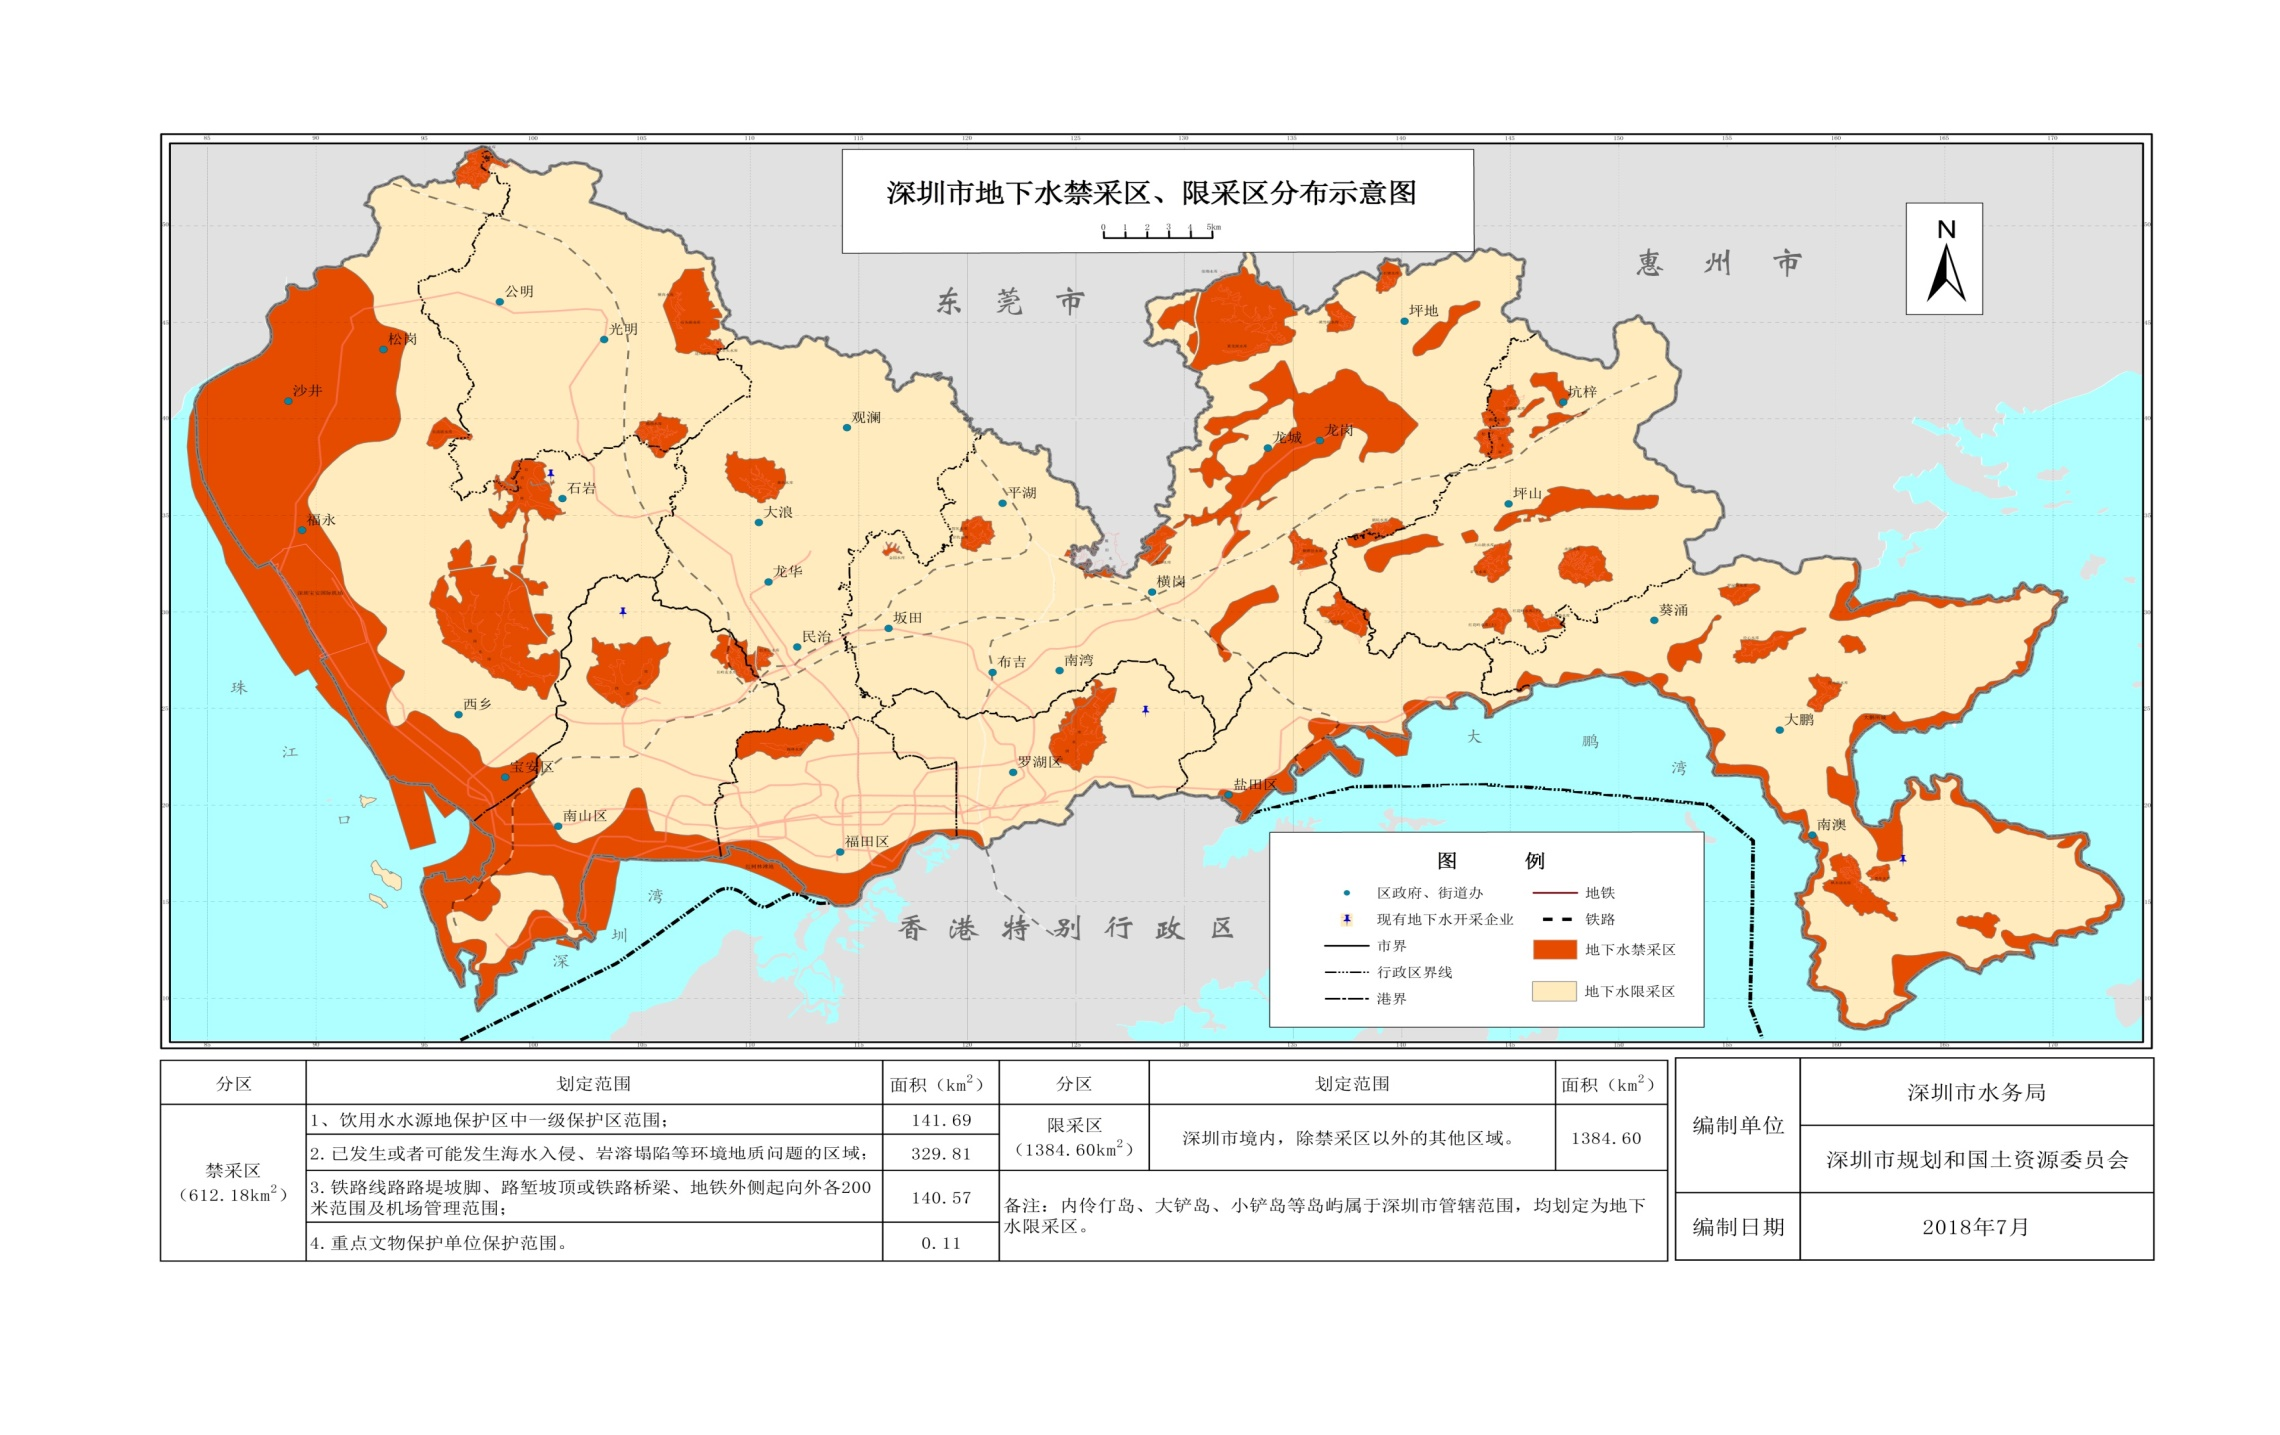 深圳市地下水禁采区、限采区分布示意图
0 1 2 3 4 5km
N
惠州市
东莞市
公明
光明
松岗
沙井
观澜
坪地
坑梓
龙城
龙岗
石岩
福永
大浪
平湖
坪山
龙华
横岗
坂田
民治
葵涌
布吉
南湾
西乡
大鹏
宝安区
罗湖区
盐田区
南山区
福田区
南澳
珠江口
深圳湾
大鹏湾
香港特别行政区
图 例
区政府、街道办
现有地下水开采企业
市界
行政区界线
港界
地铁
铁路
地下水禁采区
地下水限采区
分区 划定范围 面积（km²） 分区 划定范围 面积（km²）
禁采区
（612.18km²）
1、饮用水水源地保护区中一级保护区范围； 141.69
2.已发生或者可能发生海水入侵、岩溶塌陷等环境地质问题的区域； 329.81
3.铁路线路路堤坡脚、路堑坡顶或铁路桥梁、地铁外侧起向外各200
米范围及机场管理范围； 140.57
4.重点文物保护单位保护范围。 0.11
限采区
（1384.60km²）
深圳市境内，除禁采区以外的其他区域。 1384.60
备注：内伶仃岛、大铲岛、小铲岛等岛屿属于深圳市管辖范围，均划定为地下
水限采区。
编制单位
深圳市水务局
深圳市规划和国土资源委员会
编制日期 2018年7月